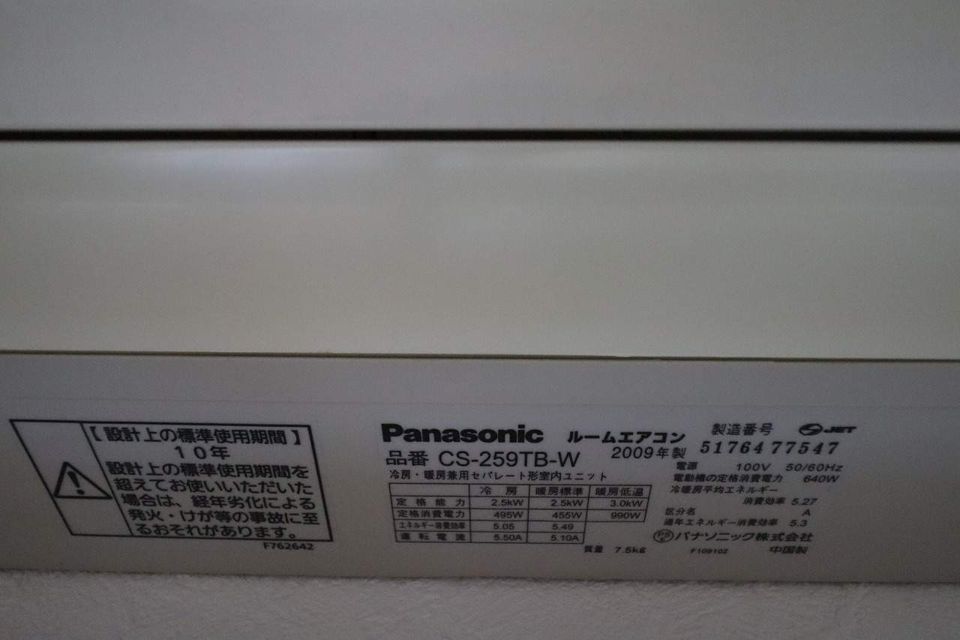 【設計上の標準使用期間】
10年
設計上の標準使用期間を
超えてお使いいただいた
場合は、経年劣化による
発火・けが等の事故に至
るおそれがあります。
F762642
Panasonic ルームエアコン
品番 CS-259TB-W 2009年製
冷房・暖房兼用セパレート形室内ユニット
冷房 暖房標準 暖房低温
定格能力 2.5kW 2.5kW 3.0kW
定格消費電力 495W 455W 990W
エネルギー消費効率 5.05 5.49
運転電流 5.50A 5.10A
質量 7.5kg
製造番号 JET
5176477547
電源 100V 50/60Hz
電動機の定格消費電力 640W
冷暖房平均エネルギー
消費効率 5.27
区分名 A
通年エネルギー消費効率 5.3
パナソニック株式会社
F109102 中国製